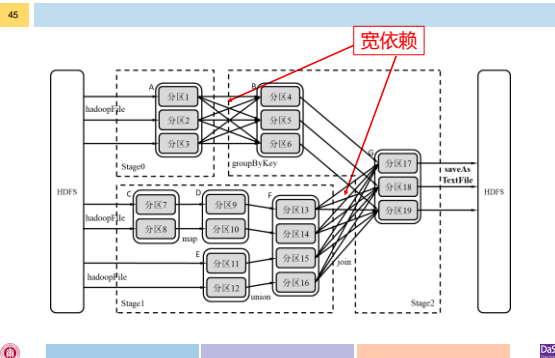 45
宽依赖
A
B
分区1
分区4
hadoopFile
分区2
分区5
分区3
分区6
Stage0
groupByKey
G
分区17
saveAs
TextFile
HDFS
分区18
HDFS
C
D
F
分区7
分区9
分区13
分区19
hadoopFile
分区8
分区10
分区14
map
E
分区11
分区15
join
hadoopFile
分区12
分区16
union
Stage1
Stage2
DaS